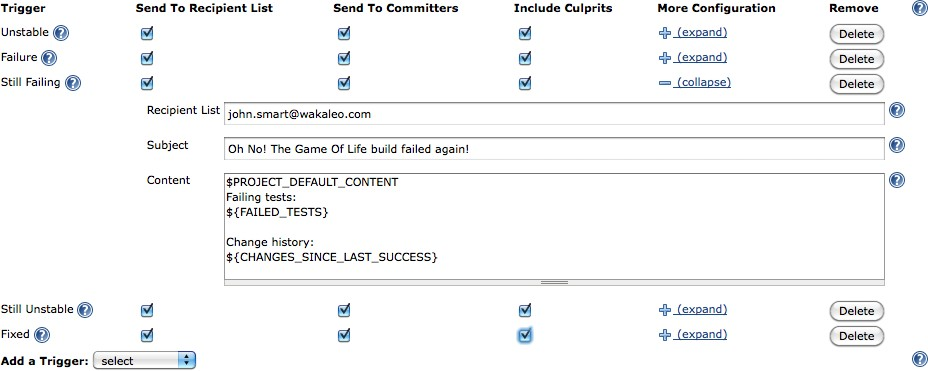 Trigger Send To Recipient List Send To Committers Include Culprits More Configuration Remove ?
Unstable ? (expand) Delete
Failure ? (expand) Delete
Still Failing ? (collapse) Delete
Recipient List john.smart@wakaleo.com ?
Subject Oh No! The Game Of Life build failed again! ?
Content $PROJECT_DEFAULT_CONTENT ?
Failing tests:
${FAILED_TESTS}
Change history:
${CHANGES_SINCE_LAST_SUCCESS}
Still Unstable ? (expand) Delete
Fixed ? (expand) Delete
Add a Trigger: select ?